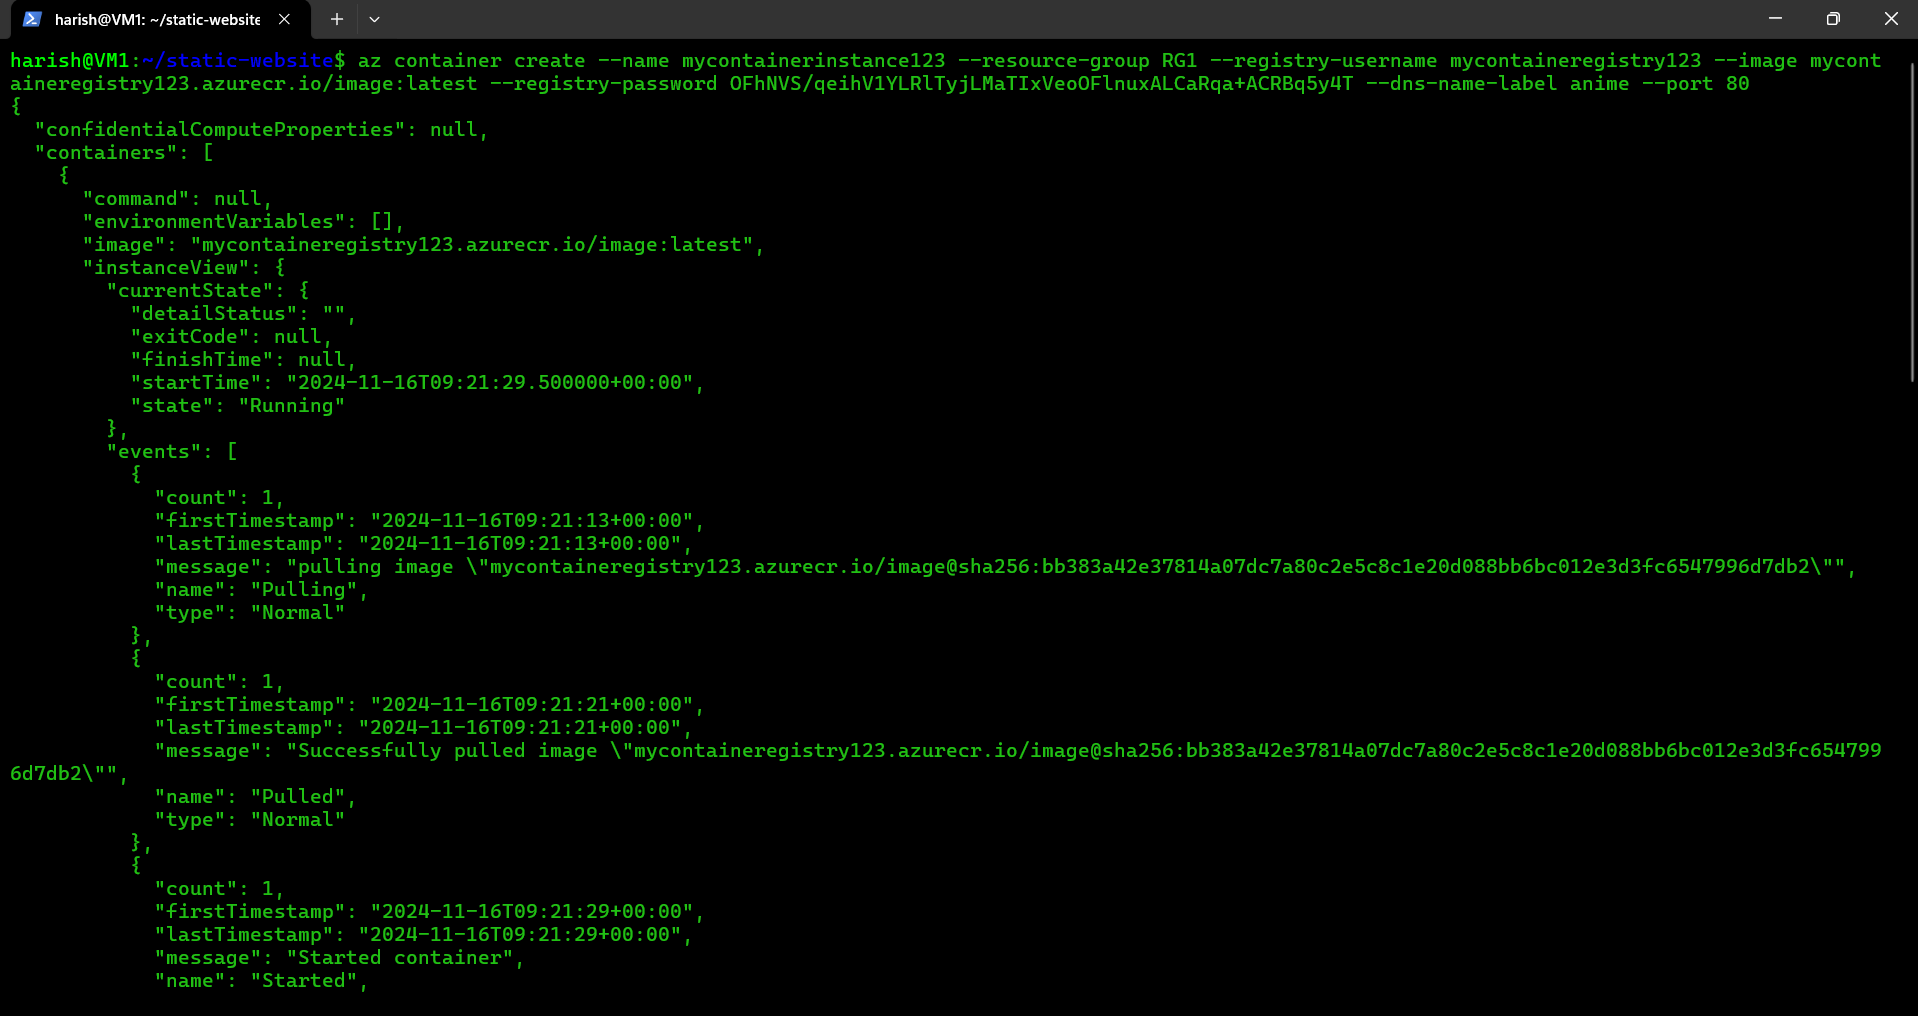 harish@VM1: ~/static-website
harish@VM1:~/static-website$ az container create --name mycontainerinstance123 --resource-group RG1 --registry-username mycontaineregistry123 --image mycont
aineregistry123.azurecr.io/image:latest --registry-password OFhNVS/qeihV1YLRlTyjLMaTIxVeoOFlnuxALCaRqa+ACRBq5y4T --dns-name-label anime --port 80
{
  "confidentialComputeProperties": null,
  "containers": [
    {
      "command": null,
      "environmentVariables": [],
      "image": "mycontaineregistry123.azurecr.io/image:latest",
      "instanceView": {
        "currentState": {
          "detailStatus": "",
          "exitCode": null,
          "finishTime": null,
          "startTime": "2024-11-16T09:21:29.500000+00:00",
          "state": "Running"
        },
        "events": [
          {
            "count": 1,
            "firstTimestamp": "2024-11-16T09:21:13+00:00",
            "lastTimestamp": "2024-11-16T09:21:13+00:00",
            "message": "pulling image \"mycontaineregistry123.azurecr.io/image@sha256:bb383a42e37814a07dc7a80c2e5c8c1e20d088bb6bc012e3d3fc6547996d7db2\"",
            "name": "Pulling",
            "type": "Normal"
          },
          {
            "count": 1,
            "firstTimestamp": "2024-11-16T09:21:21+00:00",
            "lastTimestamp": "2024-11-16T09:21:21+00:00",
            "message": "Successfully pulled image \"mycontaineregistry123.azurecr.io/image@sha256:bb383a42e37814a07dc7a80c2e5c8c1e20d088bb6bc012e3d3fc654799
6d7db2\"",
            "name": "Pulled",
            "type": "Normal"
          },
          {
            "count": 1,
            "firstTimestamp": "2024-11-16T09:21:29+00:00",
            "lastTimestamp": "2024-11-16T09:21:29+00:00",
            "message": "Started container",
            "name": "Started",